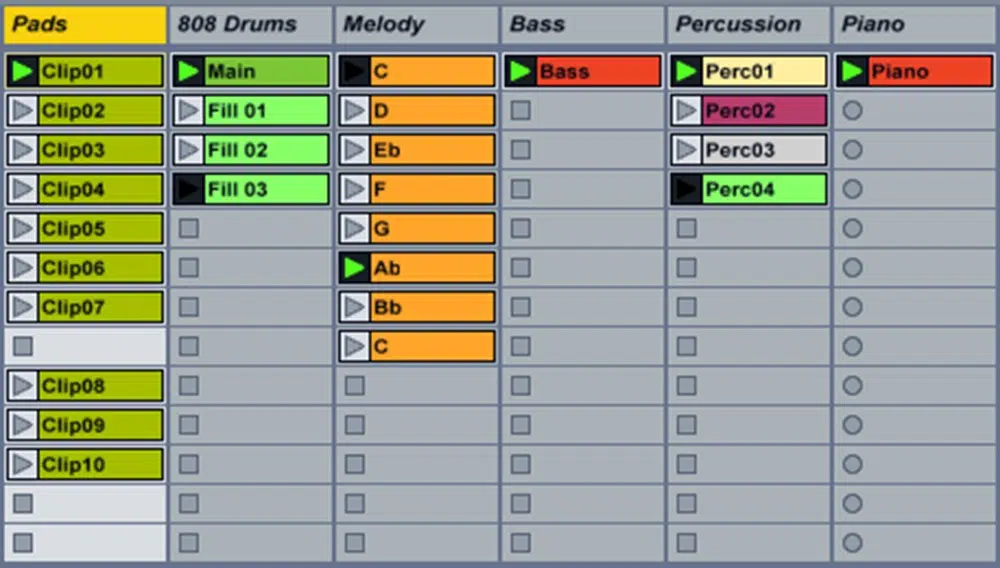 Pads 808 Drums Melody Bass Percussion Piano
Clip01 Main C Bass Perc01 Piano
Clip02 Fill 01 D Perc02
Clip03 Fill 02 Eb Perc03
Clip04 Fill 03 F Perc04
Clip05 G
Clip06 Ab
Clip07 Bb
C
Clip08
Clip09
Clip10